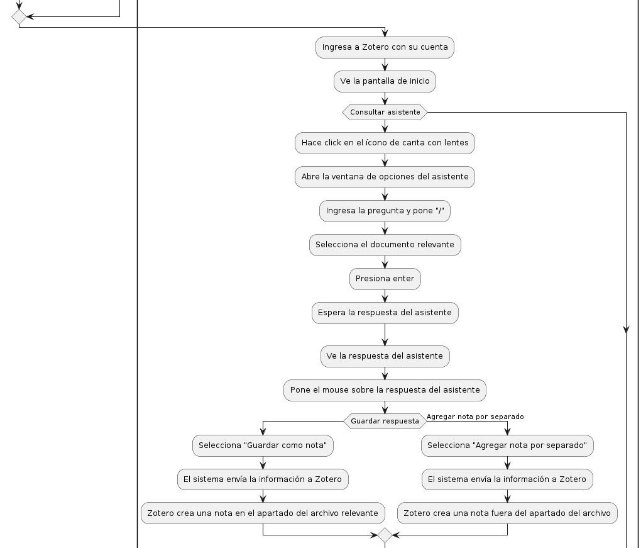 Ingresa a Zotero con su cuenta
Ve la pantalla de inicio
Consultar asistente
Hace click en el ícono de canta con lentes
Abre la ventana de opciones del asistente
Ingresa la pregunta y pone "/"
Selecciona el documento relevante
Presiona enter
Espera la respuesta del asistente
Ve la respuesta del asistente
Pone el mouse sobre la respuesta del asistente
Guardar respuesta
Agregar nota por separado
Selecciona "Guardar como nota"
Selecciona "Agregar nota por separado"
El sistema envía la información a Zotero
El sistema envía la información a Zotero
Zotero crea una nota en el apartado del archivo relevante
Zotero crea una nota fuera del apartado del archivo